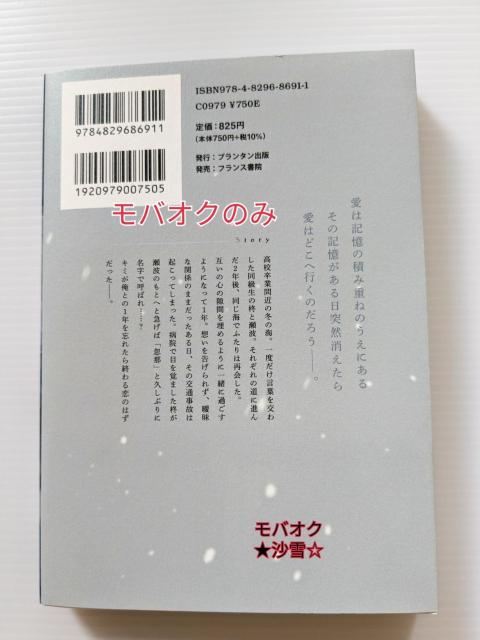 ISBN978-4-8296-8691-1
C0979 ¥750E
9784829686911
定価：825円
(本体750円+税10%)
発行：プランタン出版
発売：フランス書院
1920979007505
モバオクのみ
愛は記憶の積み重ねのうえにある
その記憶がある日突然消えたら
愛はどこへ行くのだろう──。
Story
高校卒業間近の冬の海。一度だけ言葉を交わ
した同級生の柊と瀬波。それぞれの道に進ん
だ2年後、同じ海でふたりは再会した。
互いの心の隙間を埋めるように一緒に過ごす
ようになって1年。想いを告げられず、曖昧
な関係のままだったある日、その交通事故は
起こってしまった。病院で目を覚ました柊が
瀬波のもとへと急げば「忽那」と久しぶりに
名字で呼ばれ……？
キミが俺との1年を忘れたら終わる恋のはず
だった―。
モバオク
★沙雪☆